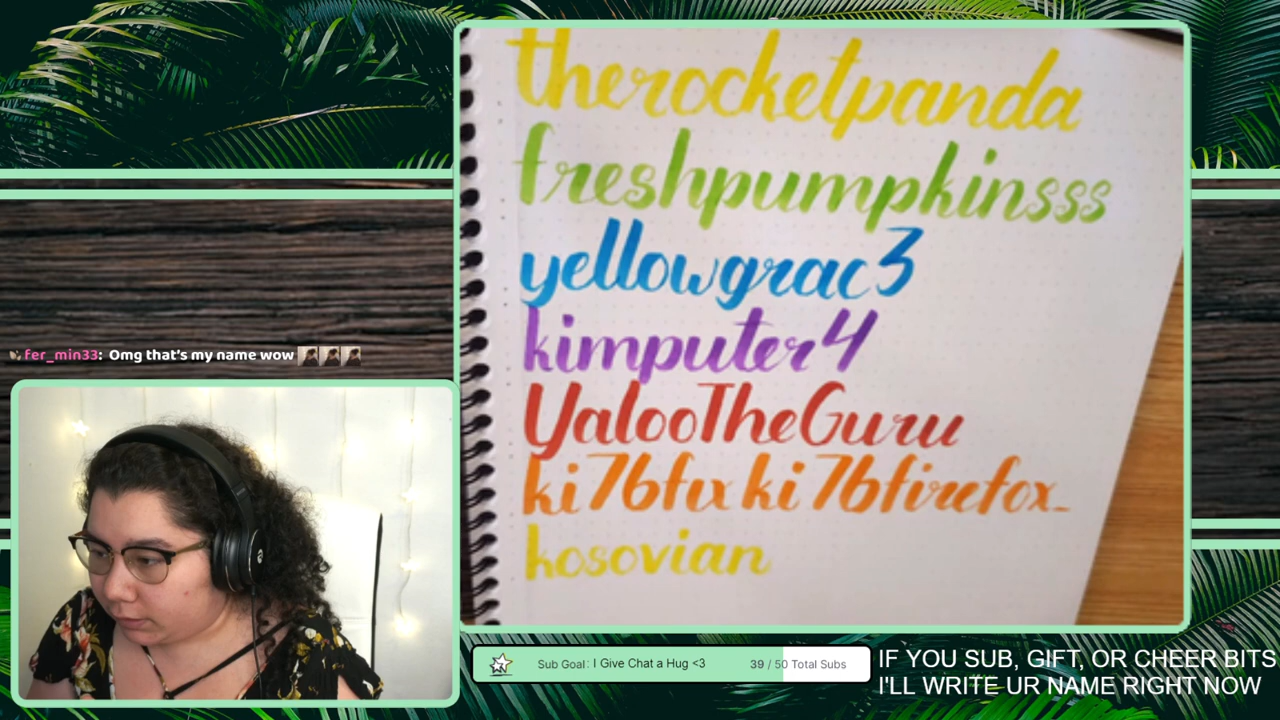 therocketpanda
freshpumpkinsss
yellowgrac3
kimputer4
YalooTheGuru
ki76fix ki76firefox_
kosovian
fer_min33: Omg that's my name wow
Sub Goal: I Give Chat a Hug <3 39 / 50 Total Subs
IF YOU SUB, GIFT, OR CHEER BITS
I'LL WRITE UR NAME RIGHT NOW